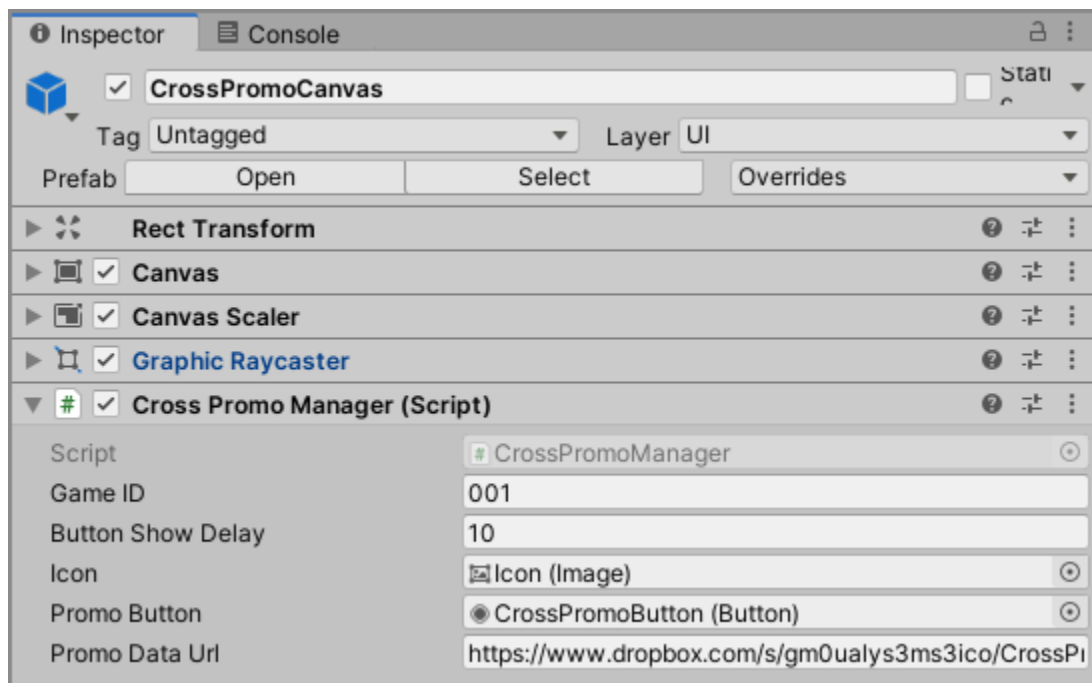 Inspector Console
CrossPromoCanvas
Tag Untagged Layer UI
Prefab Open Select Overrides
Rect Transform
Canvas
Canvas Scaler
Graphic Raycaster
# Cross Promo Manager (Script)
Script # CrossPromoManager
Game ID 001
Button Show Delay 10
Icon Icon (Image)
Promo Button CrossPromoButton (Button)
Promo Data Url https://www.dropbox.com/s/gm0ualys3ms3ico/CrossPr